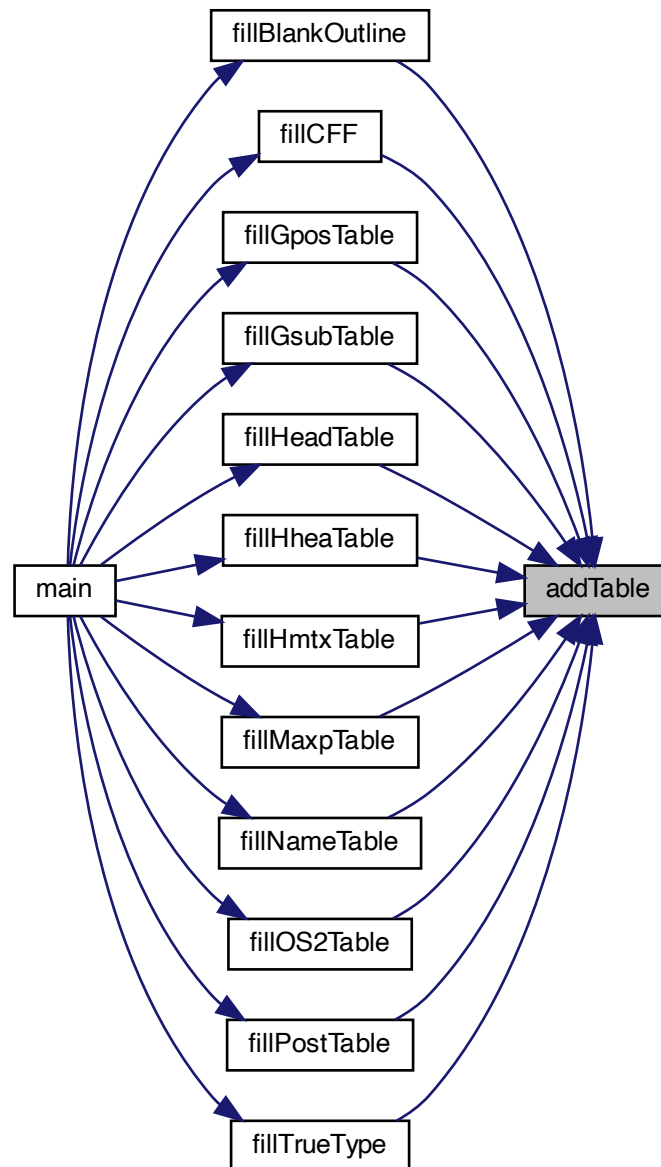 fillBlankOutline
fillCFF
fillGposTable
fillGsubTable
fillHeadTable
fillHheaTable
main
addTable
fillHmtxTable
fillMaxpTable
fillNameTable
fillOS2Table
fillPostTable
fillTrueType